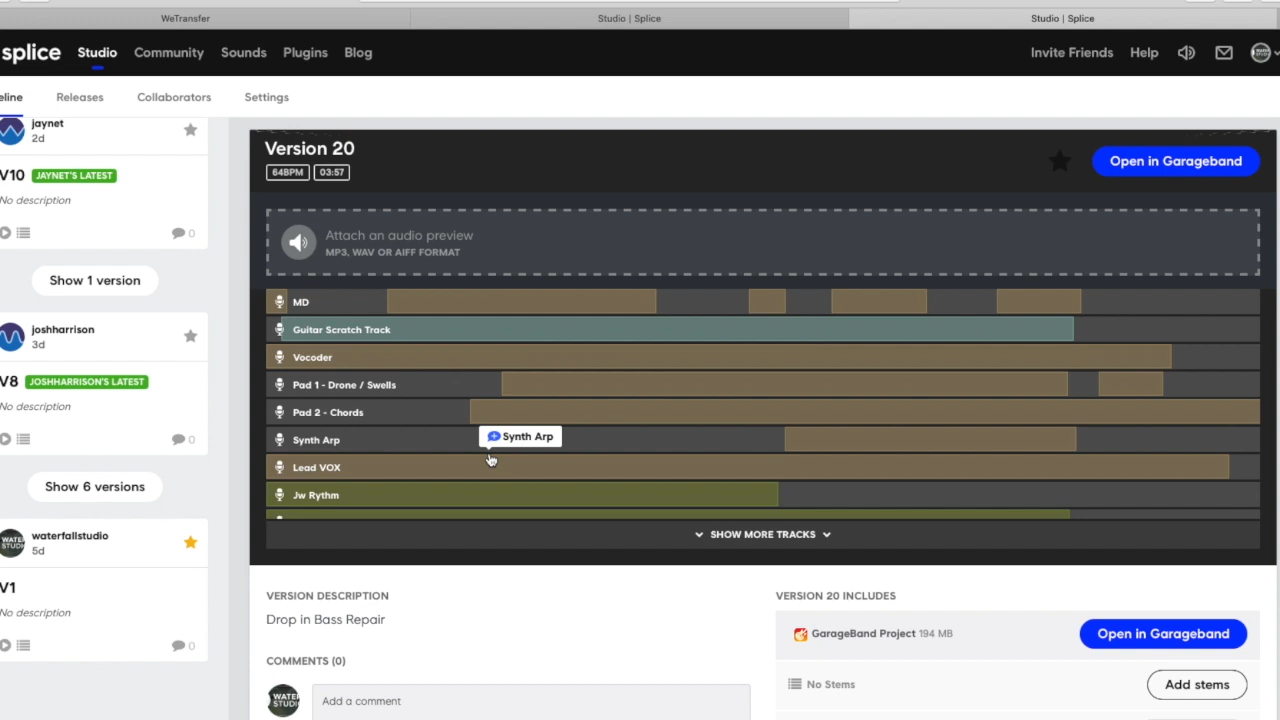 WeTransfer
Studio | Splice
Studio | Splice
splice
Studio
Community
Sounds
Plugins
Blog
Invite Friends
Help
eline
Releases
Collaborators
Settings
jaynet
2d
V10 JAYNET'S LATEST
No description
0
Show 1 version
joshharrison
3d
V8 JOSHHARRISON'S LATEST
No description
0
Show 6 versions
waterfallstudio
5d
V1
No description
0
Version 20
64BPM
03:57
Open in Garageband
Attach an audio preview
MP3, WAV OR AIFF FORMAT
MD
Guitar Scratch Track
Vocoder
Pad 1 - Drone / Swells
Pad 2 - Chords
Synth Arp
Synth Arp
Lead VOX
Jw Rythm
SHOW MORE TRACKS
VERSION DESCRIPTION
Drop in Bass Repair
COMMENTS (0)
Add a comment
VERSION 20 INCLUDES
GarageBand Project 194 MB
Open in Garageband
No Stems
Add stems